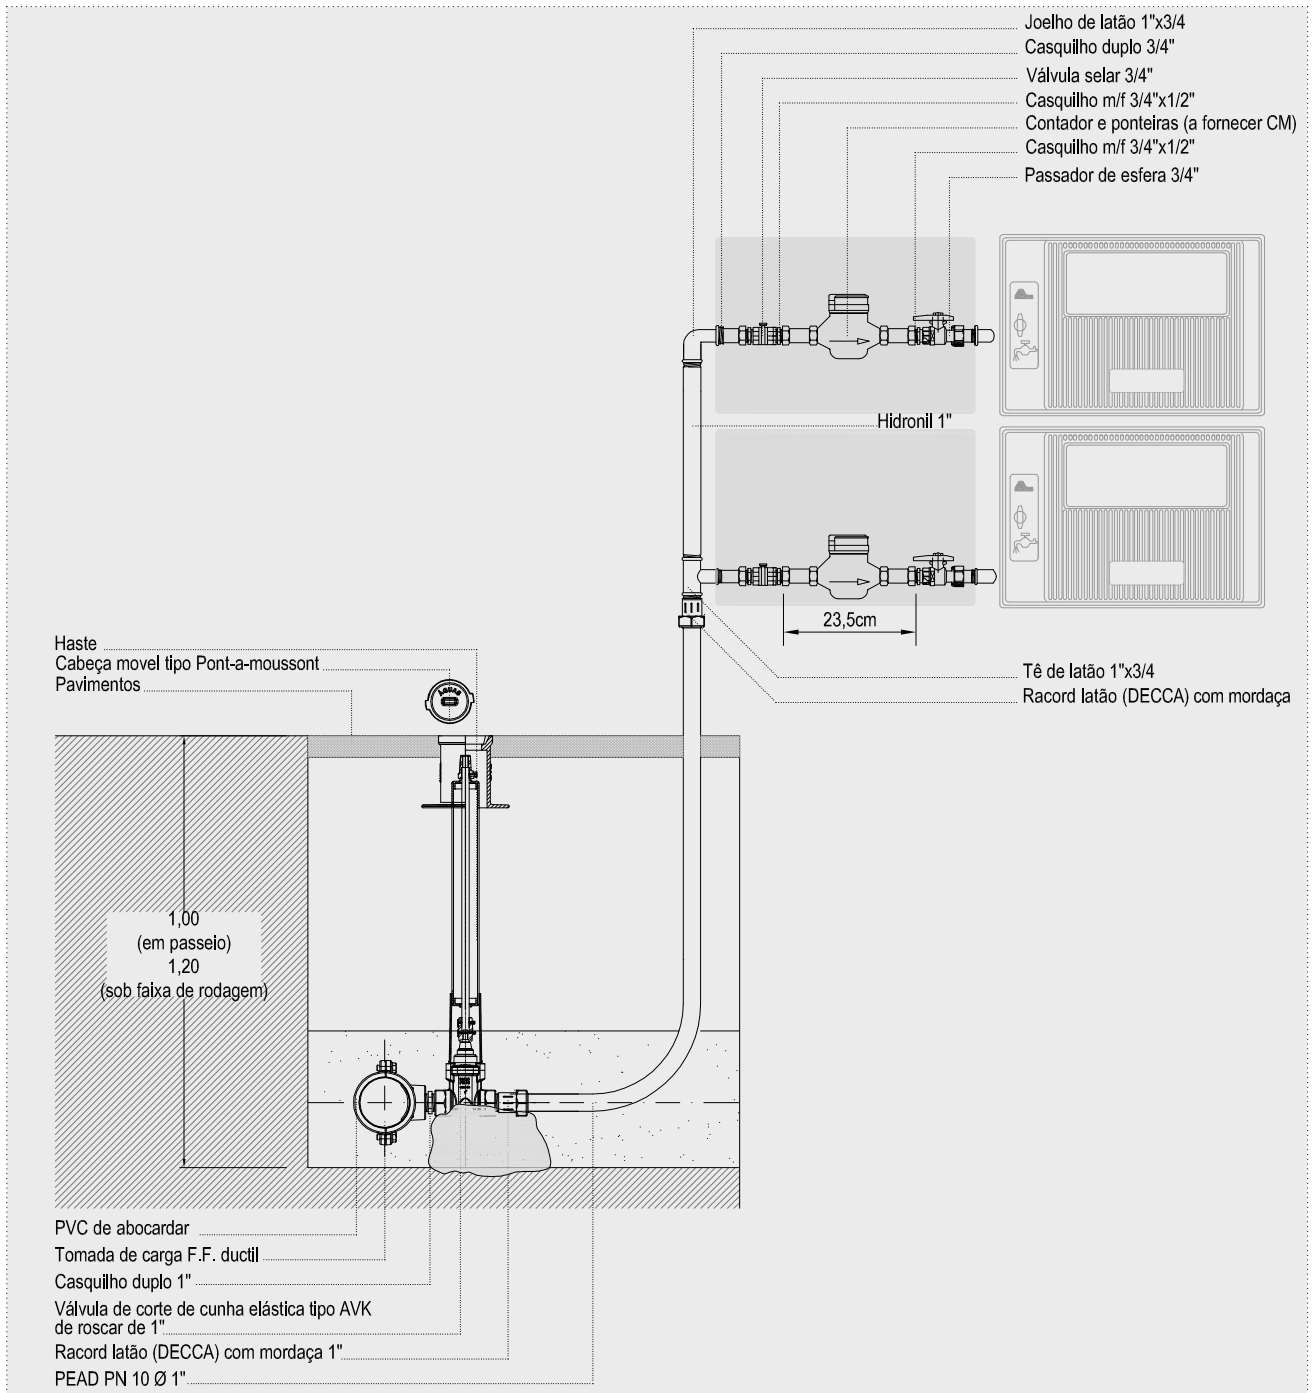 Joelho de latão 1"x3/4
Casquilho duplo 3/4"
Válvula selar 3/4"
Casquilho m/f 3/4"x1/2"
Contador e ponteiras (a fornecer CM)
Casquilho m/f 3/4"x1/2"
Passador de esfera 3/4"
Hidronil 1"
23,5cm
Haste
Cabeça movel tipo Pont-a-moussont
Pavimentos
Tê de latão 1"x3/4
Racord latão (DECCA) com mordaça
AGUAS
1,00
(em passeio)
1,20
(sob faixa de rodagem)
PVC de abocardar
Tomada de carga F.F. ductil
Casquilho duplo 1"
Válvula de corte de cunha elástica tipo AVK
de roscar de 1"
Racord latão (DECCA) com mordaça 1"
PEAD PN 10 Ø 1"